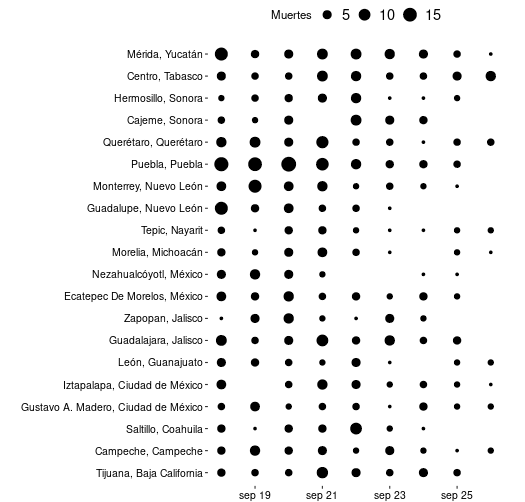 Muertes 5 10 15
Mérida, Yucatán
Centro, Tabasco
Hermosillo, Sonora
Cajeme, Sonora
Querétaro, Querétaro
Puebla, Puebla
Monterrey, Nuevo León
Guadalupe, Nuevo León
Tepic, Nayarit
Morelia, Michoacán
Nezahualcóyotl, México
Ecatepec De Morelos, México
Zapopan, Jalisco
Guadalajara, Jalisco
León, Guanajuato
Iztapalapa, Ciudad de México
Gustavo A. Madero, Ciudad de México
Saltillo, Coahuila
Campeche, Campeche
Tijuana, Baja California
sep 19 sep 21 sep 23 sep 25